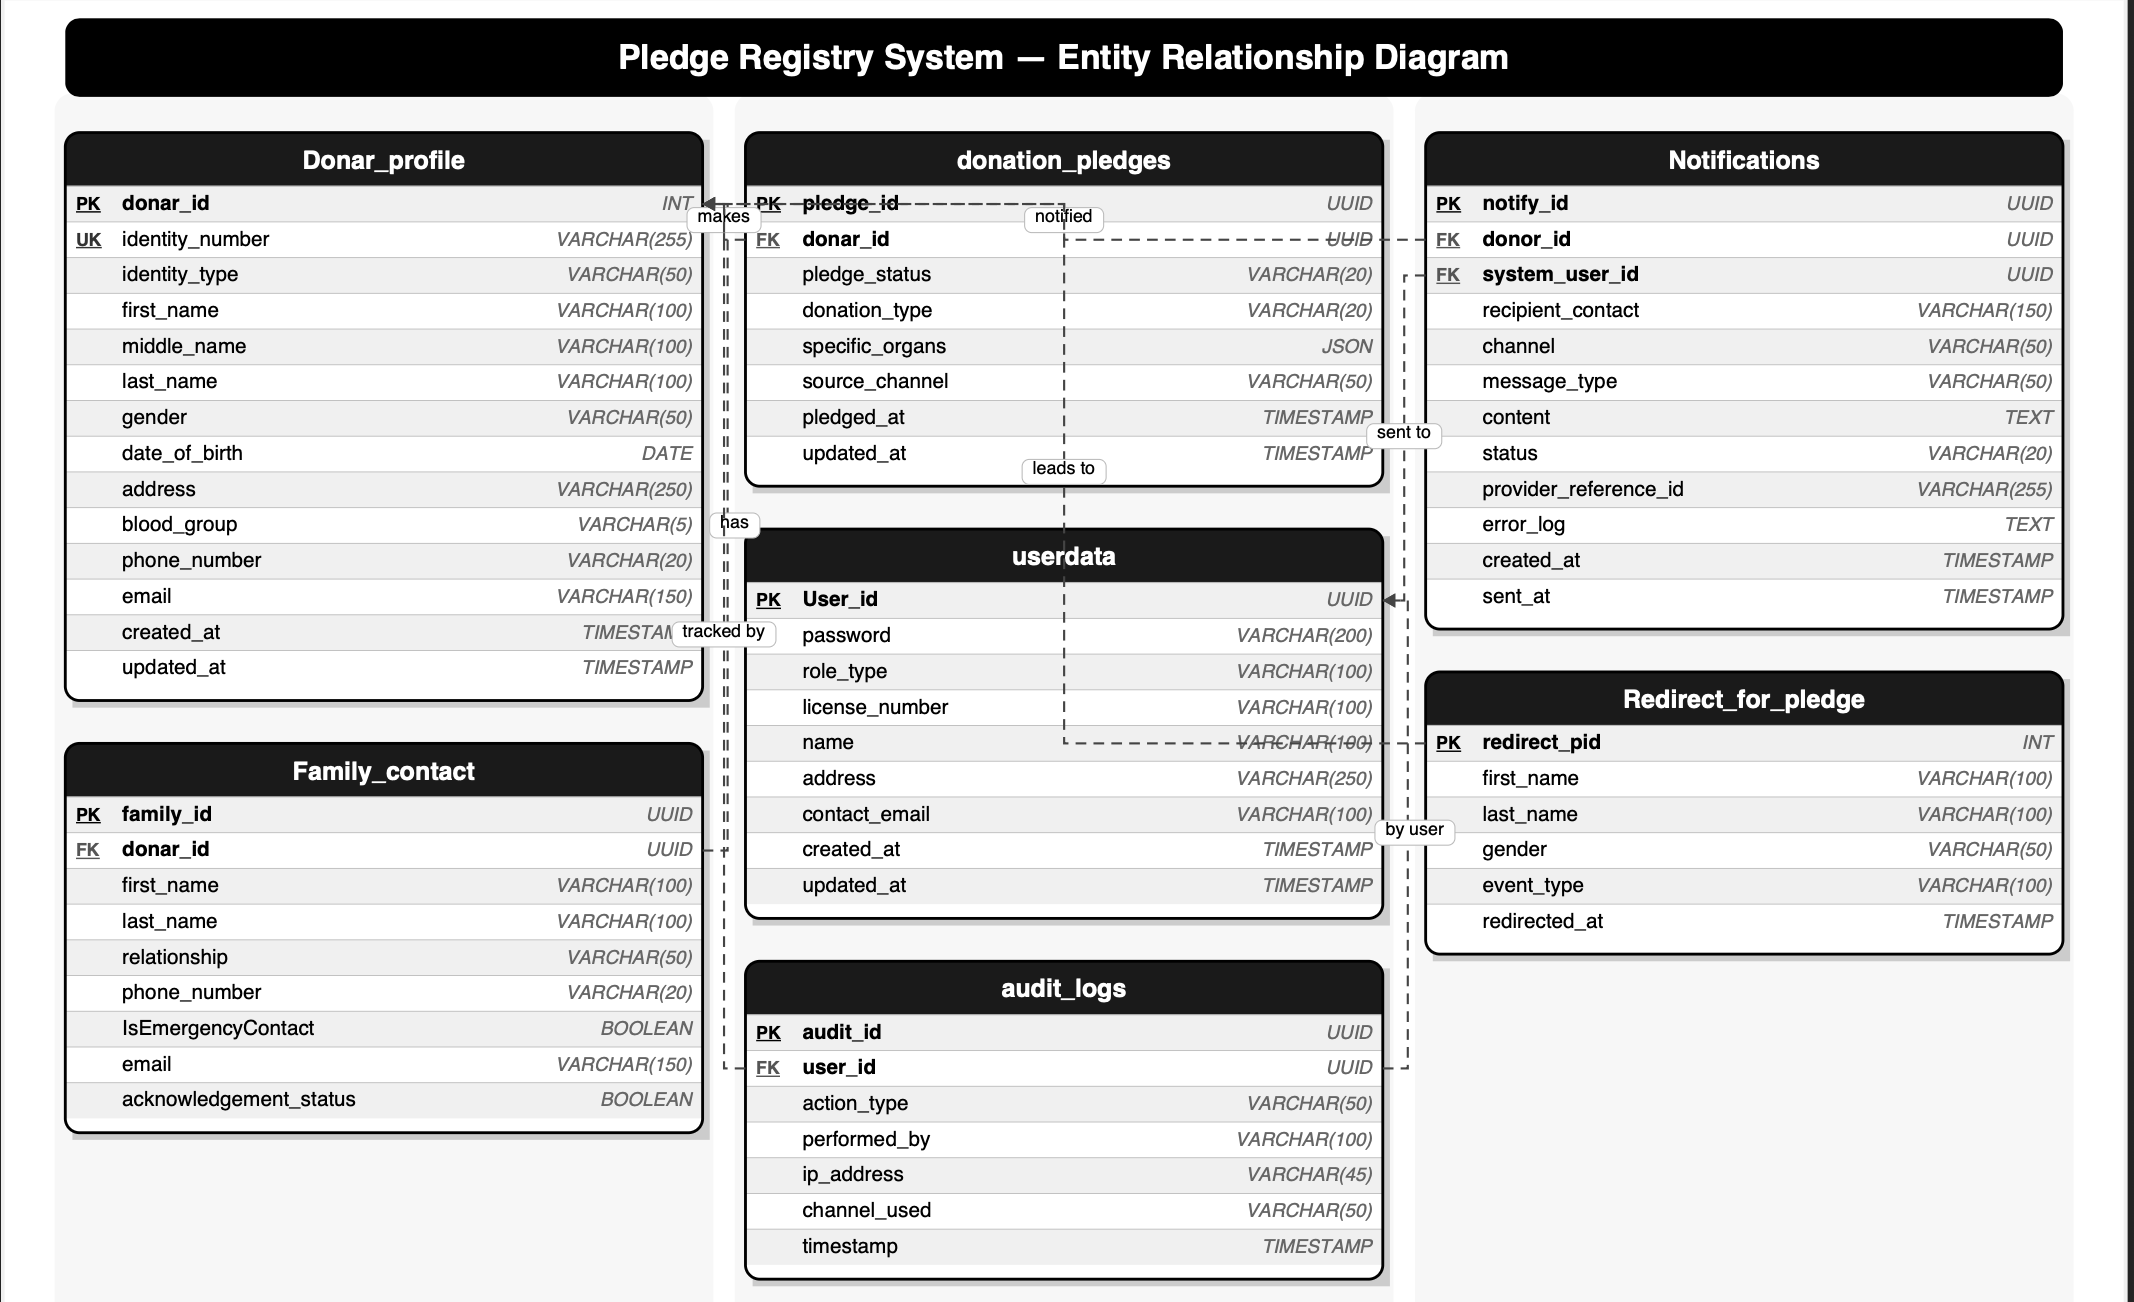 Pledge Registry System — Entity Relationship Diagram
Donar_profile
PK donar_id INT
UK identity_number VARCHAR(255)
identity_type VARCHAR(50)
first_name VARCHAR(100)
middle_name VARCHAR(100)
last_name VARCHAR(100)
gender VARCHAR(50)
date_of_birth DATE
address VARCHAR(250)
blood_group VARCHAR(5)
phone_number VARCHAR(20)
email VARCHAR(150)
created_at TIMESTAM
updated_at TIMESTAMP
Family_contact
PK family_id UUID
FK donar_id UUID
first_name VARCHAR(100)
last_name VARCHAR(100)
relationship VARCHAR(50)
phone_number VARCHAR(20)
IsEmergencyContact BOOLEAN
email VARCHAR(150)
acknowledgement_status BOOLEAN
makes
has
tracked by
donation_pledges
PK pledge_id UUID
FK donar_id UUID
pledge_status VARCHAR(20)
donation_type VARCHAR(20)
specific_organs JSON
source_channel VARCHAR(50)
pledged_at TIMESTAMP
updated_at TIMESTAMP
notified
leads to
userdata
PK User_id UUID
password VARCHAR(200)
role_type VARCHAR(100)
license_number VARCHAR(100)
name VARCHAR(100)
address VARCHAR(250)
contact_email VARCHAR(100)
created_at TIMESTAMP
updated_at TIMESTAMP
audit_logs
PK audit_id UUID
FK user_id UUID
action_type VARCHAR(50)
performed_by VARCHAR(100)
ip_address VARCHAR(45)
channel_used VARCHAR(50)
timestamp TIMESTAMP
sent to
by user
Notifications
PK notify_id UUID
FK donor_id UUID
FK system_user_id UUID
recipient_contact VARCHAR(150)
channel VARCHAR(50)
message_type VARCHAR(50)
content TEXT
status VARCHAR(20)
provider_reference_id VARCHAR(255)
error_log TEXT
created_at TIMESTAMP
sent_at TIMESTAMP
Redirect_for_pledge
PK redirect_pid INT
first_name VARCHAR(100)
last_name VARCHAR(100)
gender VARCHAR(50)
event_type VARCHAR(100)
redirected_at TIMESTAMP